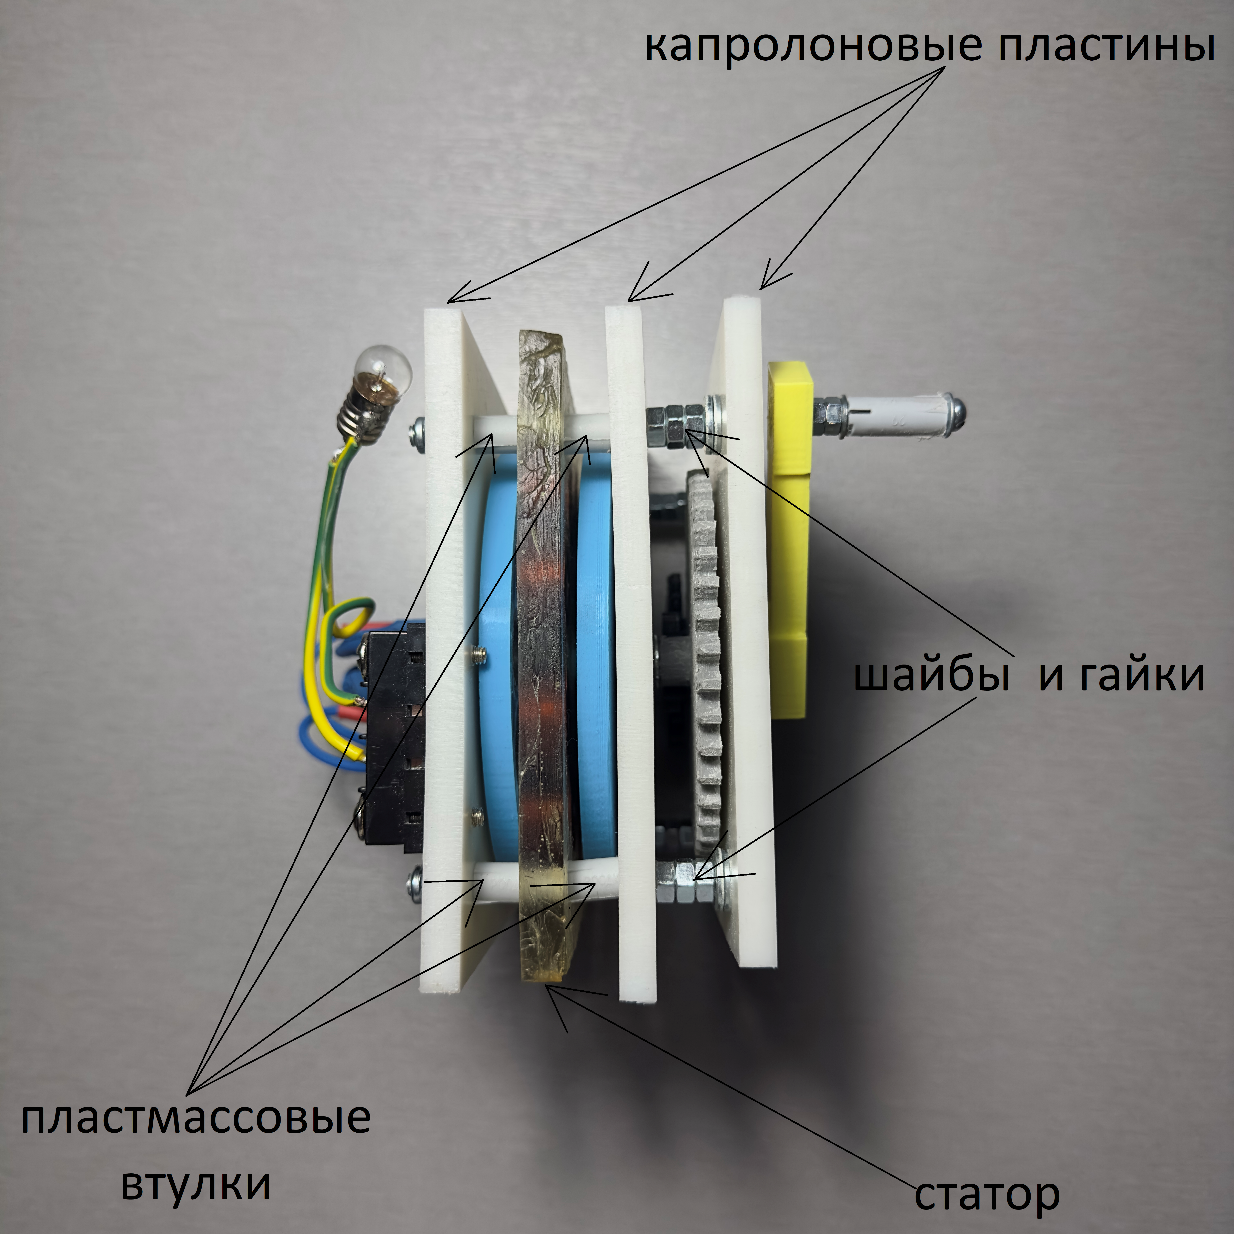 капролоновые пластины
шайбы и гайки
пластмассовые
втулки
статор